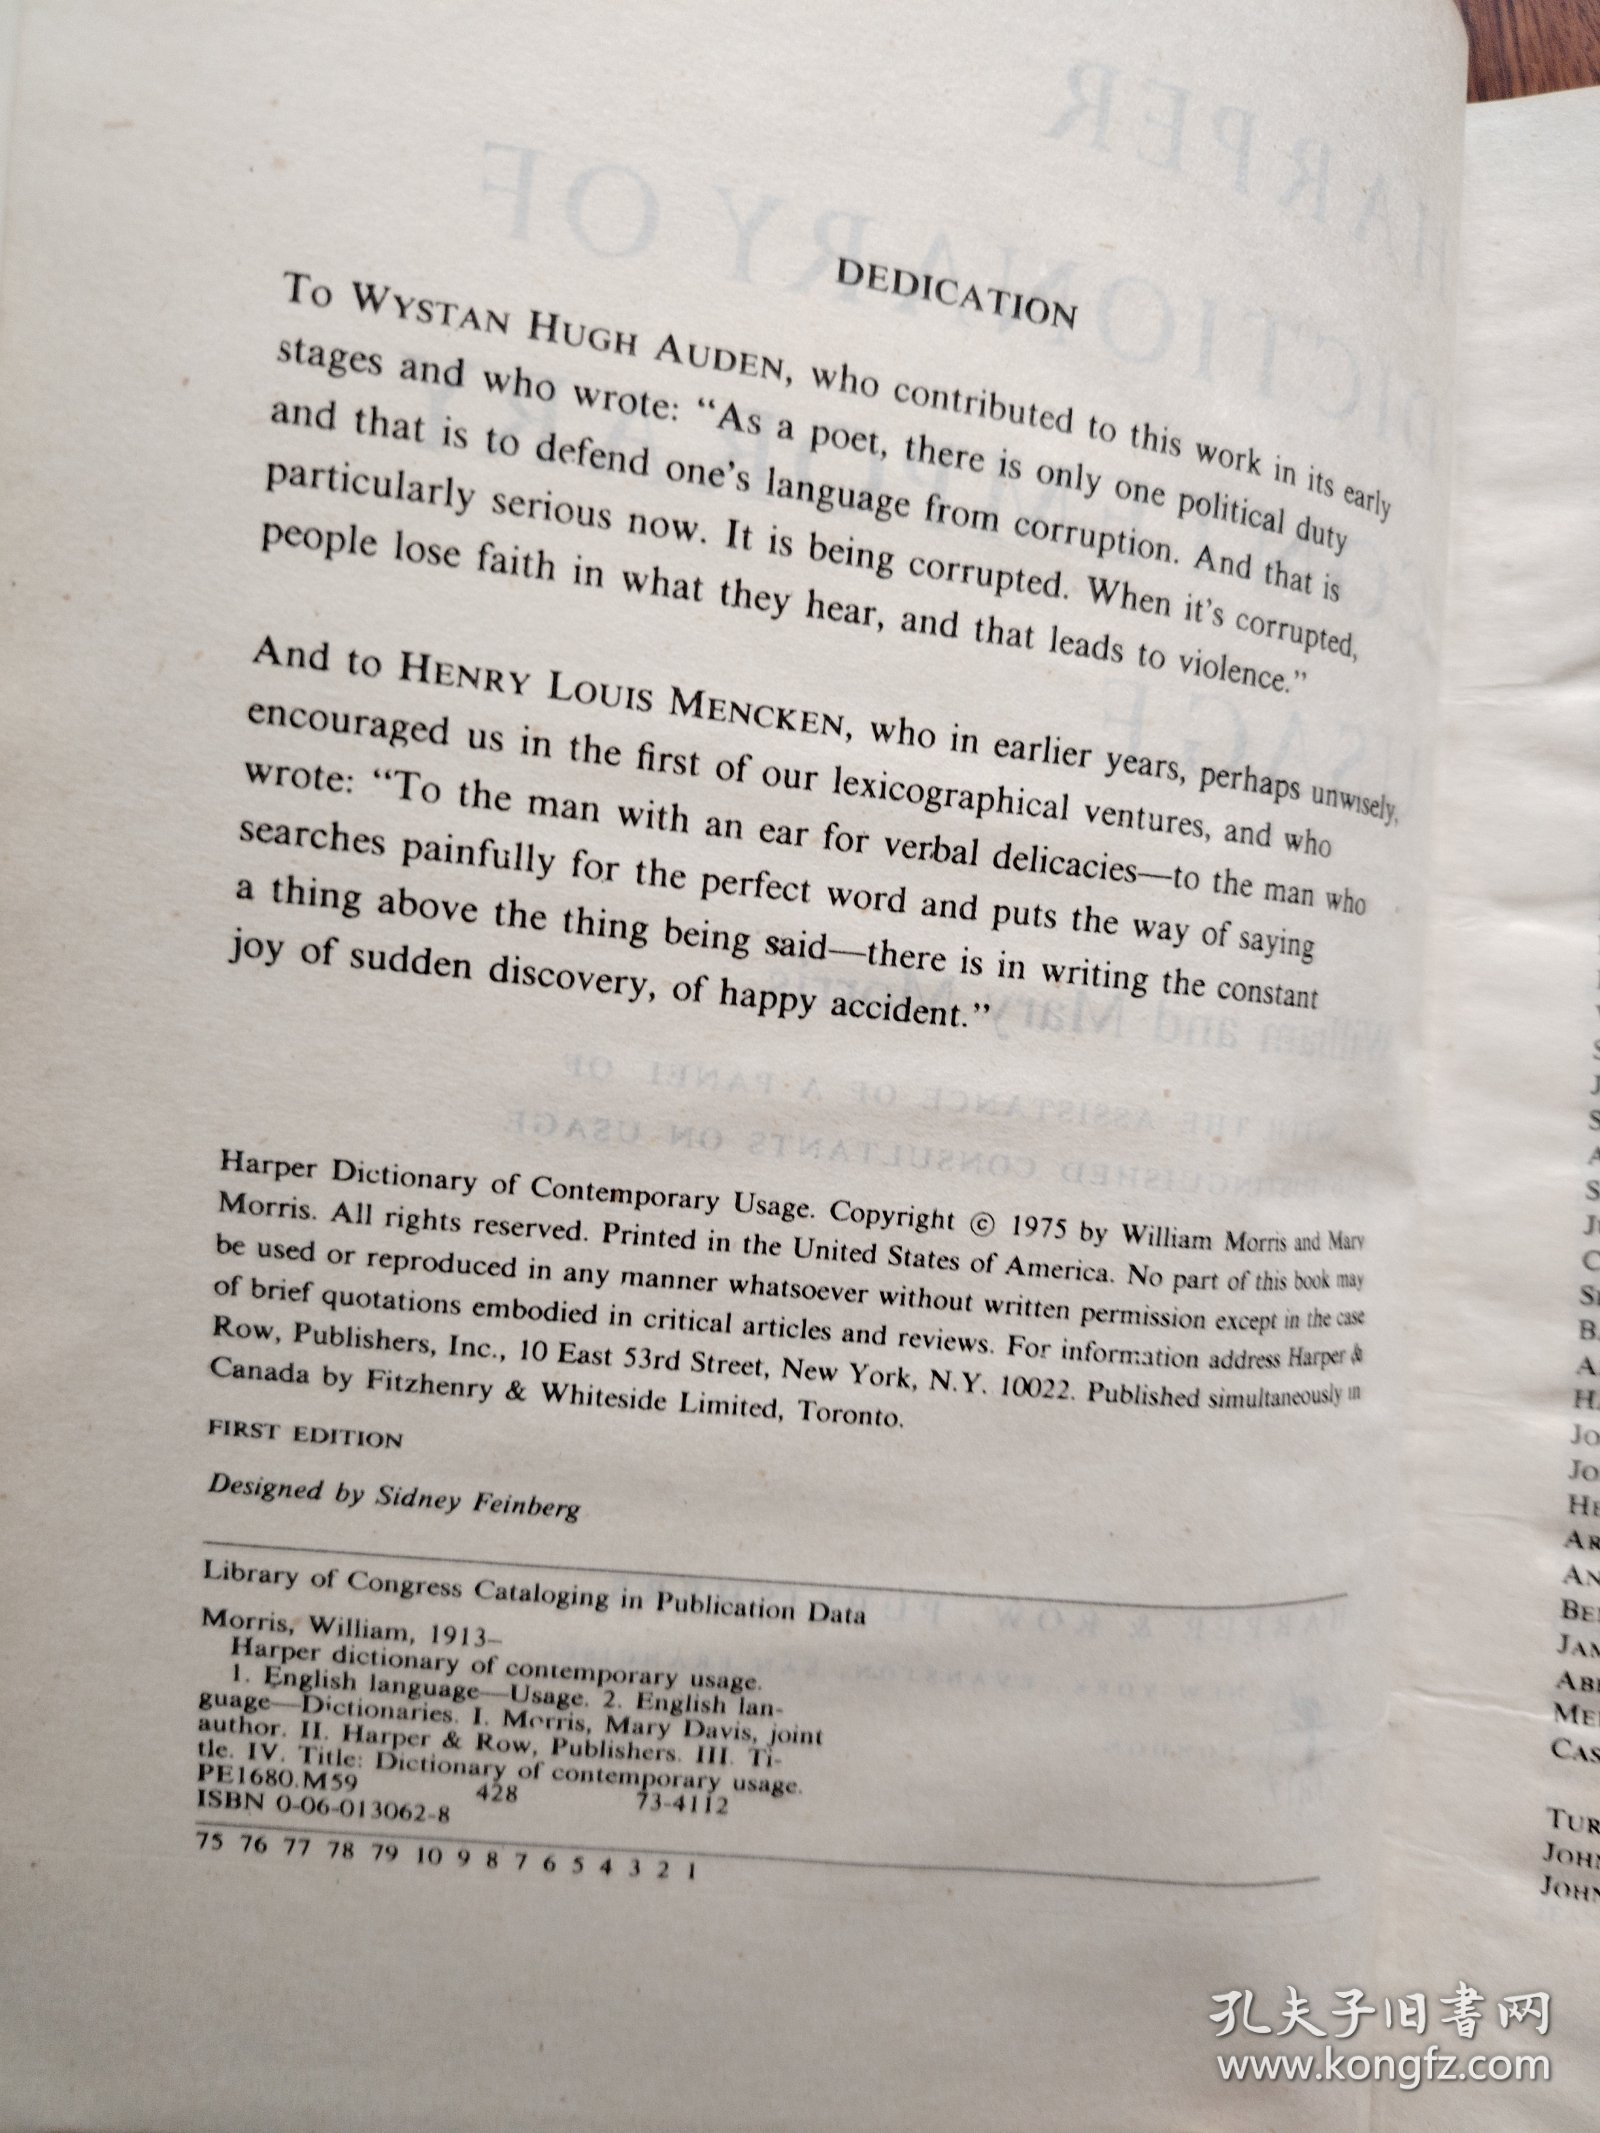 DEDICATION
To WYSTAN HUGH AUDEN, who contributed to this work in its early
stages and who wrote: “As a poet, there is only one political duty
and that is to defend one's language from corruption. And that is
particularly serious now. It is being corrupted. When it's corrupted,
people lose faith in what they hear, and that leads to violence.”
And to HENRY LOUIS MENCKEN, who in earlier years, perhaps unwisely,
encouraged us in the first of our lexicographical ventures, and who
wrote: “To the man with an ear for verbal delicacies—to the man who
searches painfully for the perfect word and puts the way of saying
a thing above the thing being said—there is in writing the constant
joy of sudden discovery, of happy accident.”
Harper Dictionary of Contemporary Usage. Copyright © 1975 by William Morris and Mary
Morris. All rights reserved. Printed in the United States of America. No part of this book may
be used or reproduced in any manner whatsoever without written permission except in the case
of brief quotations embodied in critical articles and reviews. For information address Harper &
Row, Publishers, Inc., 10 East 53rd Street, New York, N.Y. 10022. Published simultaneously in
Canada by Fitzhenry & Whiteside Limited, Toronto.
FIRST EDITION
Designed by Sidney Feinberg
Library of Congress Cataloging in Publication Data
Morris, William, 1913–
Harper dictionary of contemporary usage.
1. English language—Usage. 2. English lan-
guage—Dictionaries. I. Morris, Mary Davis, joint
author. II. Harper & Row, Publishers. III. Ti-
tle. IV. Title: Dictionary of contemporary usage.
PE1680.M59 428 73-4112
ISBN 0-06-013062-8
75 76 77 78 79 10 9 8 7 6 5 4 3 2 1
孔夫子旧书网
www.kongfz.com